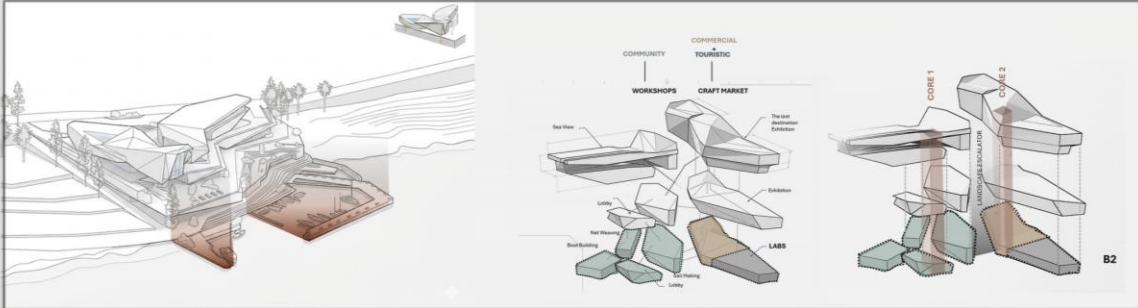 COMMERCIAL
+
COMMUNITY
TOURISTIC
WORKSHOPS
CRAFT MARKET
Sea View
The last
destination
Exhibition
Exhibition
Lobby
Net Weaving
Boat Building
LABS
Salt Making
Lobby
CORE 1
CORE 2
LANDSCAPE ESCALATOR
B2